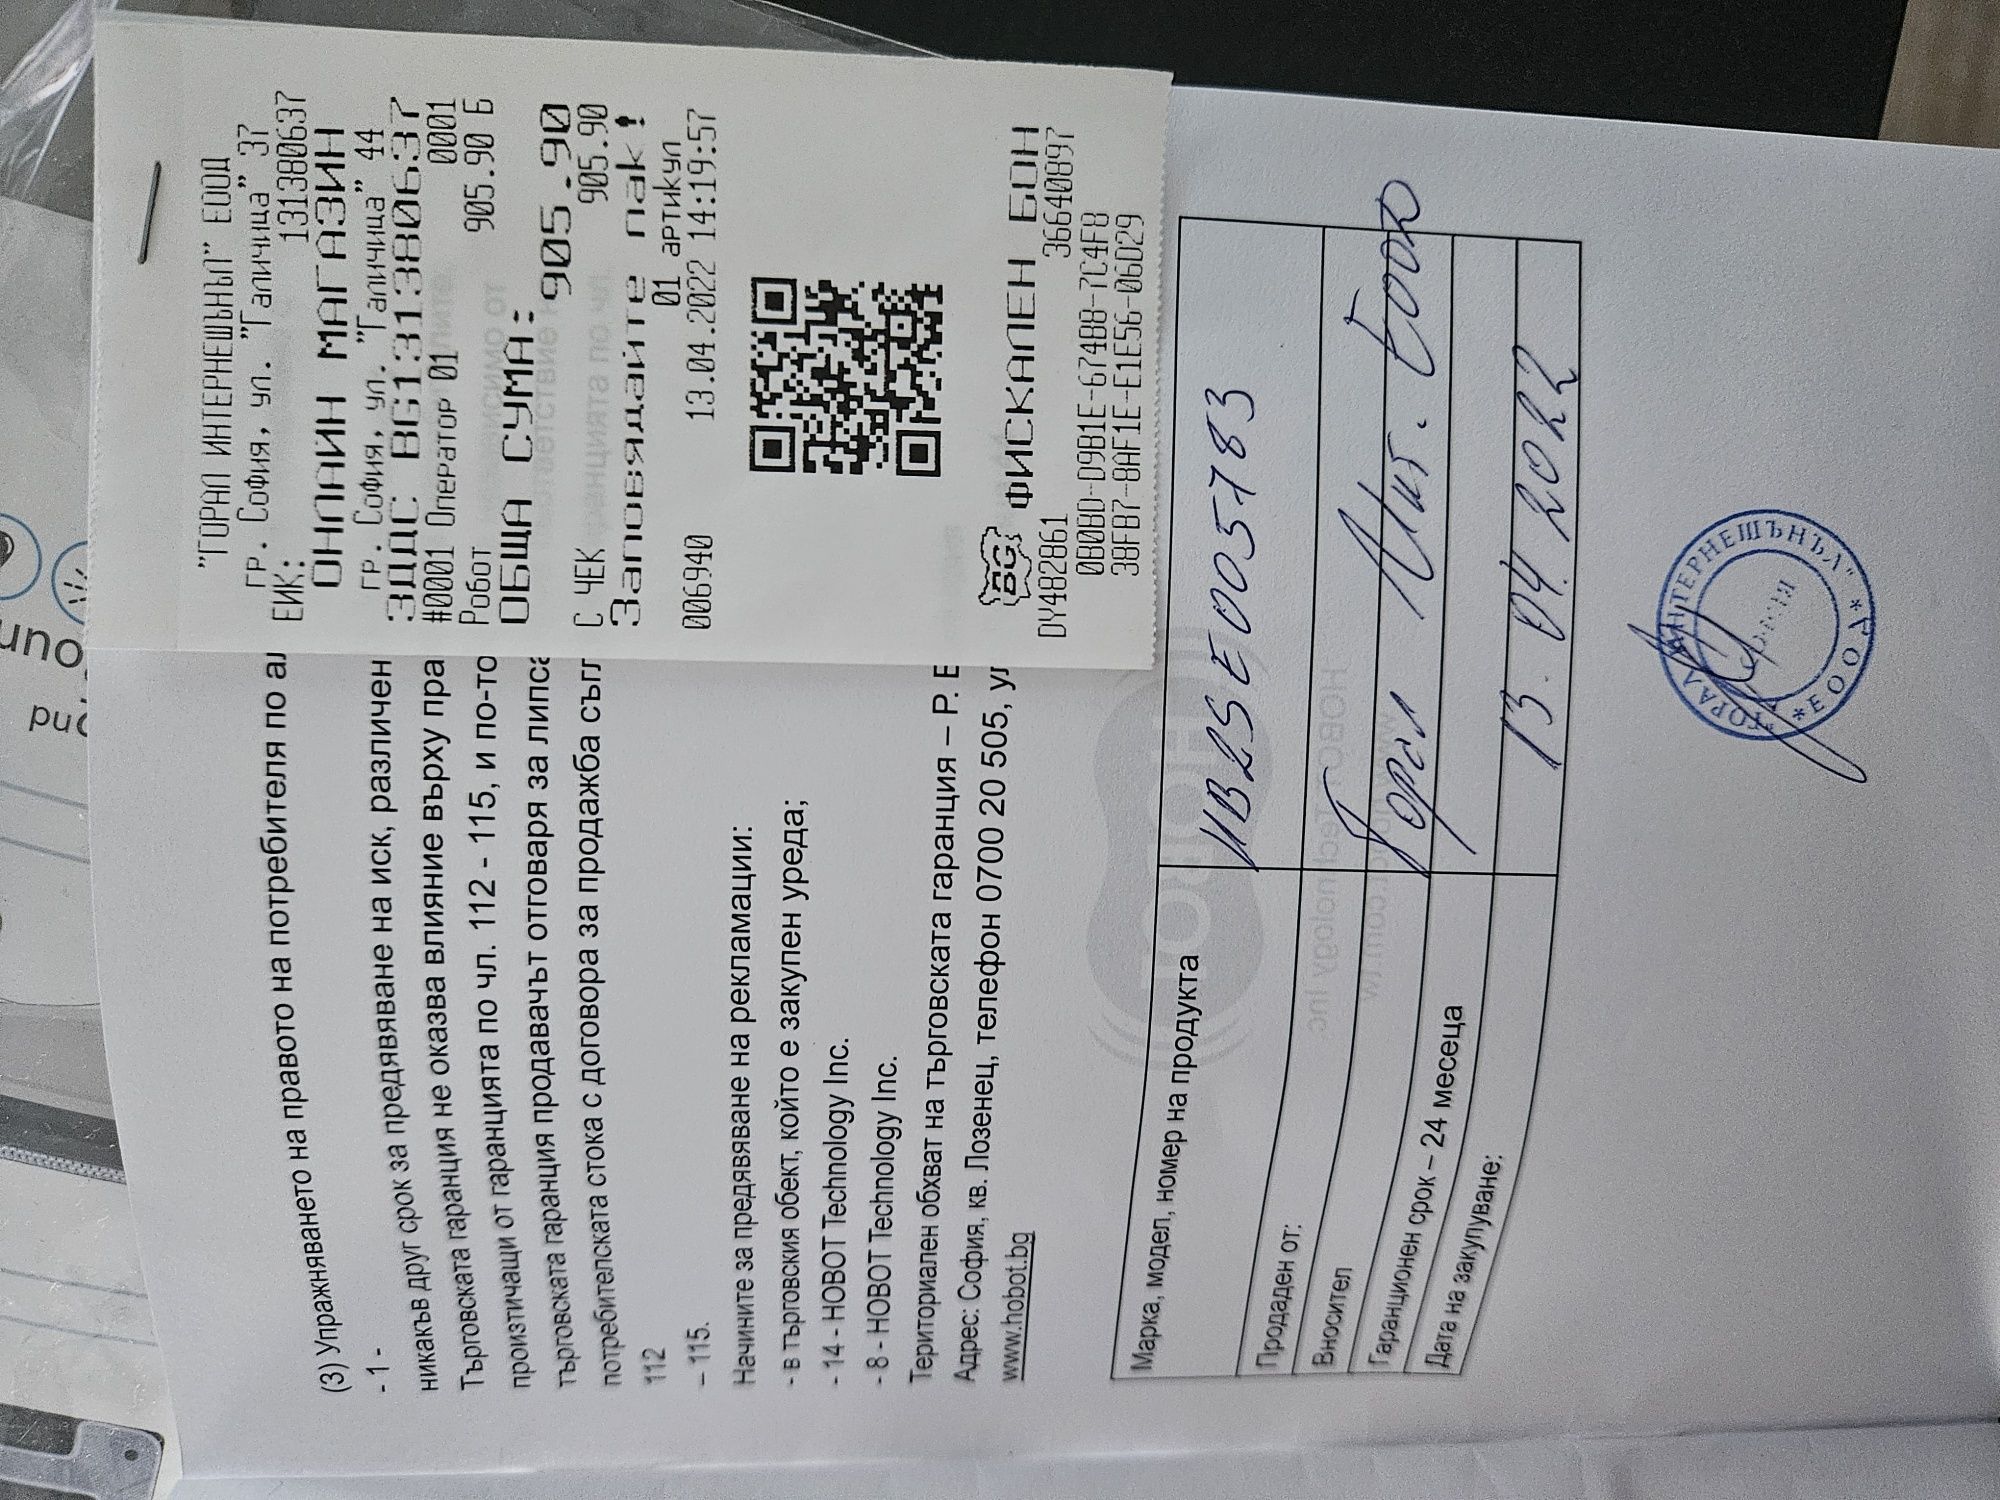 "ГОРАЛ ИНТЕРНЕШЪНЪЛ" ЕООД
ГР. София, ул. "Галичица" 37
ЕИК: 131380637
ОНЛАЙН МАГАЗИН
ГР. София, ул. "Галичица" 44
ЗДДС BG131380637
#0001 Оператор 01 0001
Робот 905.90 Б
ОБЩА СУМА: 905.90
С ЧЕК 905.90
Заповядайте пак!
01 артикул
006940 13.04.2022 14:19:57
BG ФИСКАЛЕН БОН
DY482861 36640897
0B0BD-D9B1E-674B8-7C4F8
38FB7-8AF1E-E1E56-06D29
(3) Упражняването на правото на потребителя по ал
- 1 -
никакъв друг срок за предявяване на иск, различен
Търговската гаранция не оказва влияние върху пра
произтичащи от гаранцията по чл. 112 - 115, и по-то
търговската гаранция продавачът отговаря за липса
потребителската стока с договора за продажба съгл
112
– 115.
Начините за предявяване на рекламации:
- в търговския обект, който е закупен уреда;
- 14 - HOBOT Technology Inc.
- 8 - HOBOT Technology Inc.
Териториален обхват на търговската гаранция – Р. Б
Адрес: София, кв. Лозенец, телефон 0700 20 505, ул
www.hobot.bg
Марка, модел, номер на продукта HB2SE005783
Продаден от:
Вносител Горал Инт. ЕООД
Гаранционен срок – 24 месеца
Дата на закупуване: 13.04.2022
"ГОРАЛ ИНТЕРНЕШЪНЪЛ" * ЕООД *